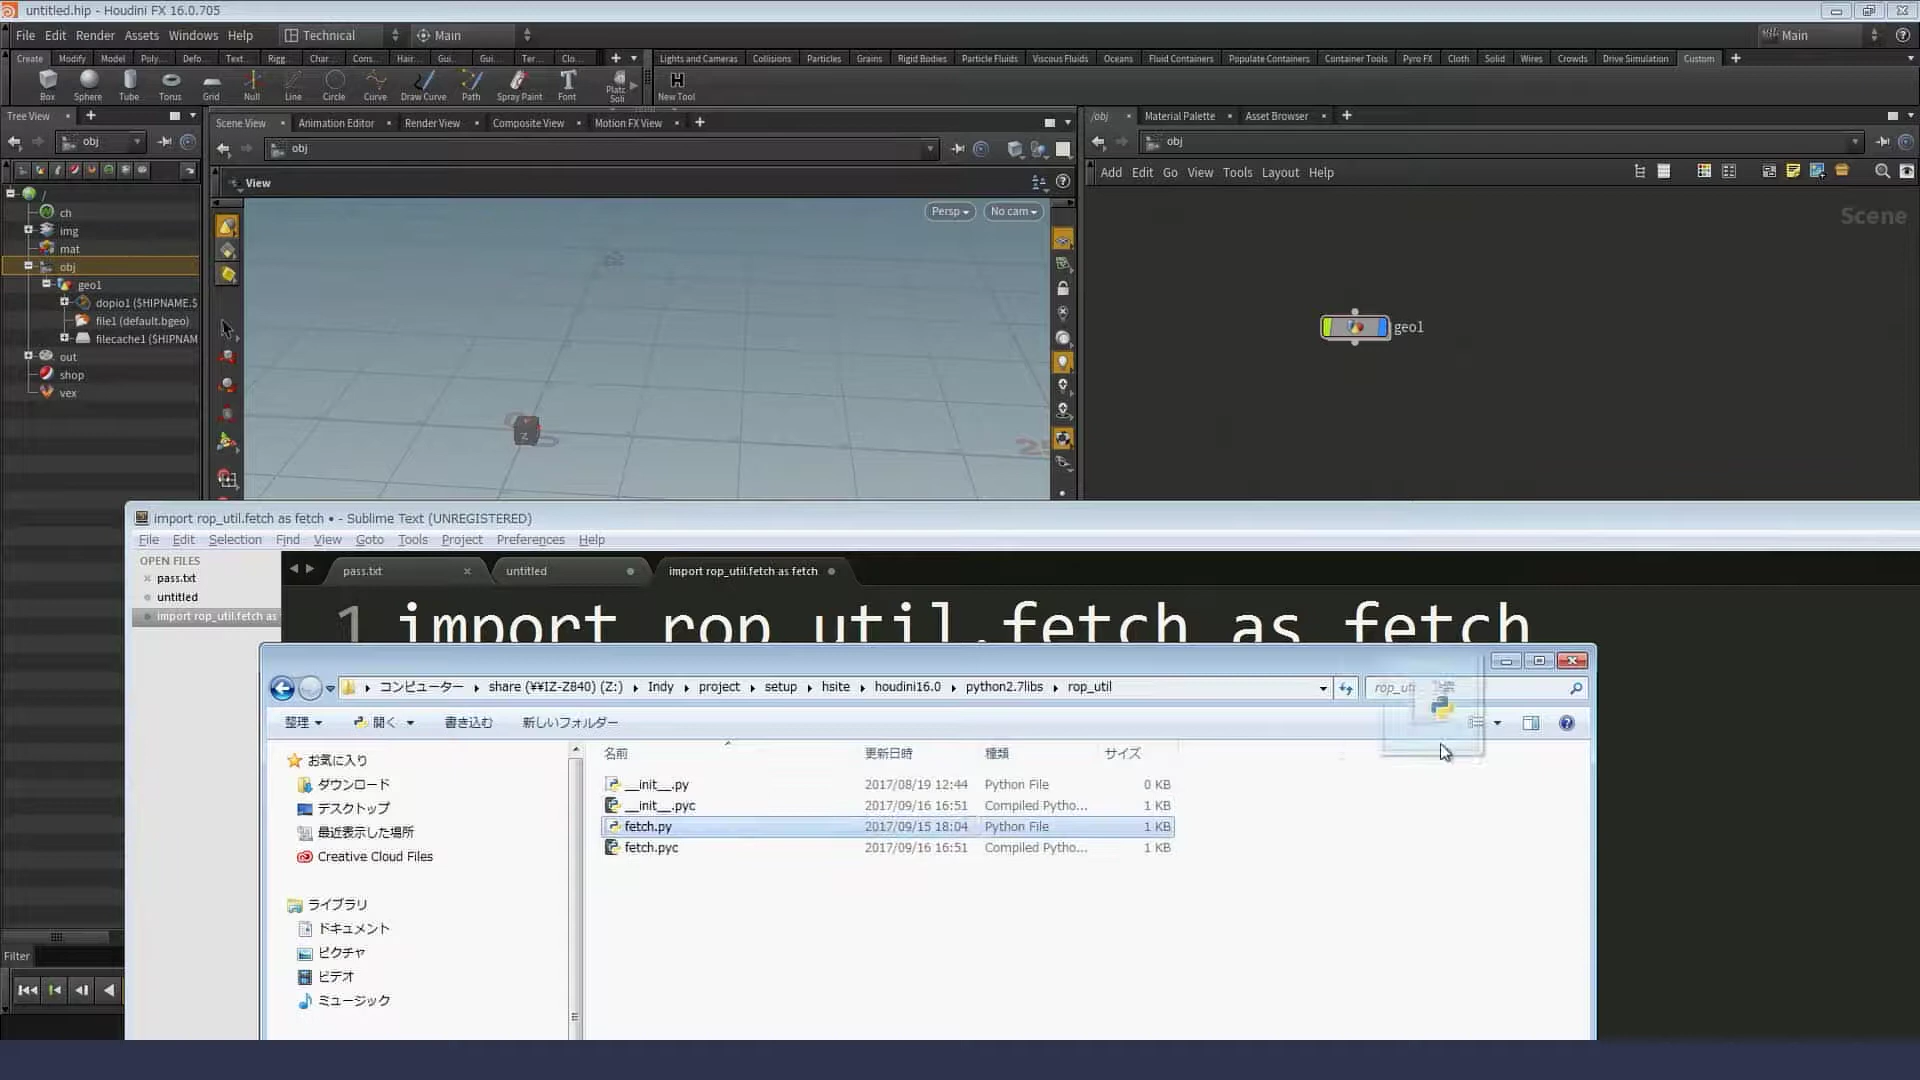 untitled.hip - Houdini FX 16.0.705
File Edit Render Assets Windows Help Technical Main Main
Create Modify Model Poly... Defo... Text... Rigg... Char... Cons... Hair... Gui... Gui... Ter... Clo...
Lights and Cameras Collisions Particles Grains Rigid Bodies Particle Fluids Viscous Fluids Oceans Fluid Containers Populate Containers Container Tools Pyro FX Cloth Solid Wires Crowds Drive Simulation Custom
Box Sphere Tube Torus Grid Null Line Circle Curve Draw Curve Path Spray Paint Font Platc Soli
New Tool
Tree View
Scene View Animation Editor Render View Composite View Motion FX View
/obj Material Palette Asset Browser
obj
obj
obj
View
Add Edit Go View Tools Layout Help
Persp No cam
Scene
/
ch
img
mat
obj
geo1
dopio1 ($HIPNAME.$
file1 (default.bgeo)
filecache1 ($HIPNAM
out
shop
vex
geo1
Z
25
import rop_util.fetch as fetch • - Sublime Text (UNREGISTERED)
File Edit Selection Find View Goto Tools Project Preferences Help
OPEN FILES
pass.txt
untitled
import rop_util.fetch as
pass.txt untitled import rop_util.fetch as fetch
1 import rop_util.fetch as fetch
コンピューター share (¥¥IZ-Z840) (Z:) Indy project setup hsite houdini16.0 python2.7libs rop_util
整理 開く 書き込む 新しいフォルダー
お気に入り
ダウンロード
デスクトップ
最近表示した場所
Creative Cloud Files
ライブラリ
ドキュメント
ピクチャ
ビデオ
ミュージック
名前 更新日時 種類 サイズ
__init__.py 2017/08/19 12:44 Python File 0 KB
__init__.pyc 2017/09/16 16:51 Compiled Pytho... 1 KB
fetch.py 2017/09/15 18:04 Python File 1 KB
fetch.pyc 2017/09/16 16:51 Compiled Pytho... 1 KB
Filter